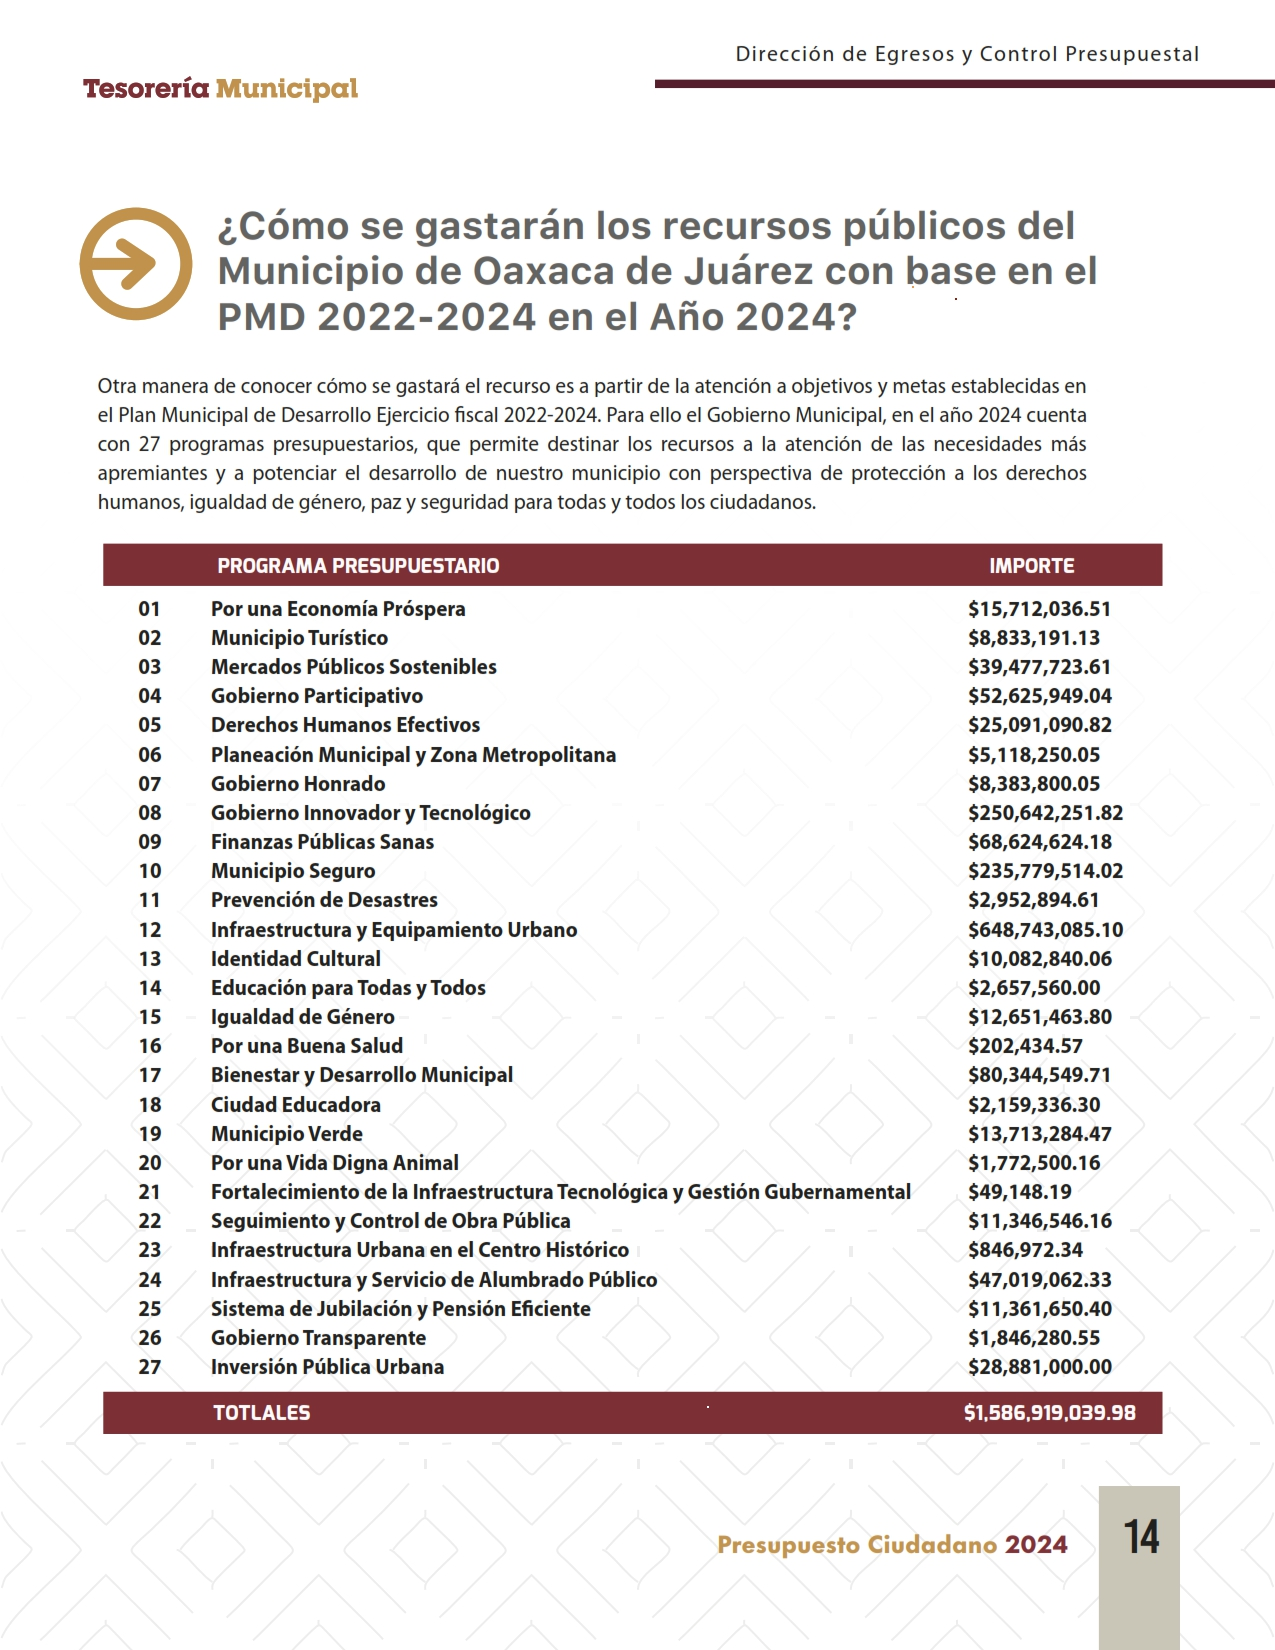 Dirección de Egresos y Control Presupuestal
Tesorería Municipal
¿Cómo se gastarán los recursos públicos del
Municipio de Oaxaca de Juárez con base en el
PMD 2022-2024 en el Año 2024?
Otra manera de conocer cómo se gastará el recurso es a partir de la atención a objetivos y metas establecidas en
el Plan Municipal de Desarrollo Ejercicio fiscal 2022-2024. Para ello el Gobierno Municipal, en el año 2024 cuenta
con 27 programas presupuestarios, que permite destinar los recursos a la atención de las necesidades más
apremiantes y a potenciar el desarrollo de nuestro municipio con perspectiva de protección a los derechos
humanos, igualdad de género, paz y seguridad para todas y todos los ciudadanos.
PROGRAMA PRESUPUESTARIO IMPORTE
01 Por una Economía Próspera $15,712,036.51
02 Municipio Turístico $8,833,191.13
03 Mercados Públicos Sostenibles $39,477,723.61
04 Gobierno Participativo $52,625,949.04
05 Derechos Humanos Efectivos $25,091,090.82
06 Planeación Municipal y Zona Metropolitana $5,118,250.05
07 Gobierno Honrado $8,383,800.05
08 Gobierno Innovador y Tecnológico $250,642,251.82
09 Finanzas Públicas Sanas $68,624,624.18
10 Municipio Seguro $235,779,514.02
11 Prevención de Desastres $2,952,894.61
12 Infraestructura y Equipamiento Urbano $648,743,085.10
13 Identidad Cultural $10,082,840.06
14 Educación para Todas y Todos $2,657,560.00
15 Igualdad de Género $12,651,463.80
16 Por una Buena Salud $202,434.57
17 Bienestar y Desarrollo Municipal $80,344,549.71
18 Ciudad Educadora $2,159,336.30
19 Municipio Verde $13,713,284.47
20 Por una Vida Digna Animal $1,772,500.16
21 Fortalecimiento de la Infraestructura Tecnológica y Gestión Gubernamental $49,148.19
22 Seguimiento y Control de Obra Pública $11,346,546.16
23 Infraestructura Urbana en el Centro Histórico $846,972.34
24 Infraestructura y Servicio de Alumbrado Público $47,019,062.33
25 Sistema de Jubilación y Pensión Eficiente $11,361,650.40
26 Gobierno Transparente $1,846,280.55
27 Inversión Pública Urbana $28,881,000.00
TOTLALES $1,586,919,039.98
Presupuesto Ciudadano 2024
14